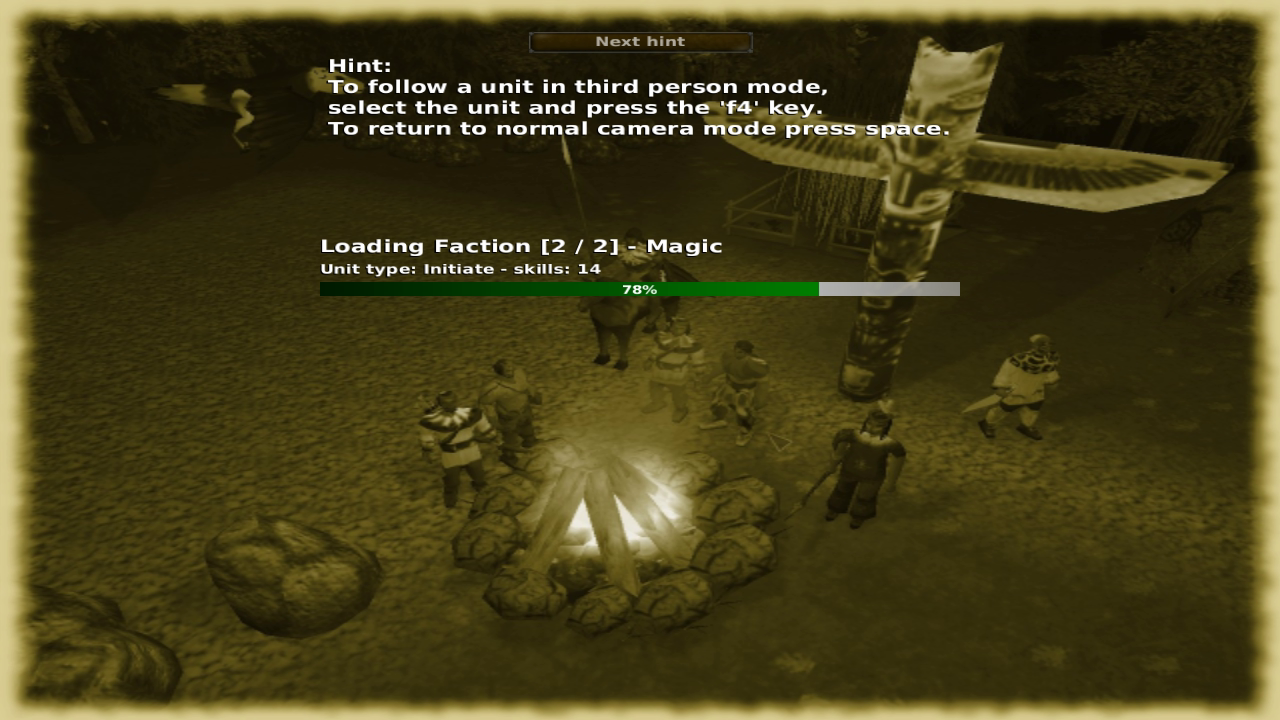 Next hint
Hint:
To follow a unit in third person mode,
select the unit and press the 'f4' key.
To return to normal camera mode press space.
Loading Faction [2 / 2] - Magic
Unit type: Initiate - skills: 14
78%